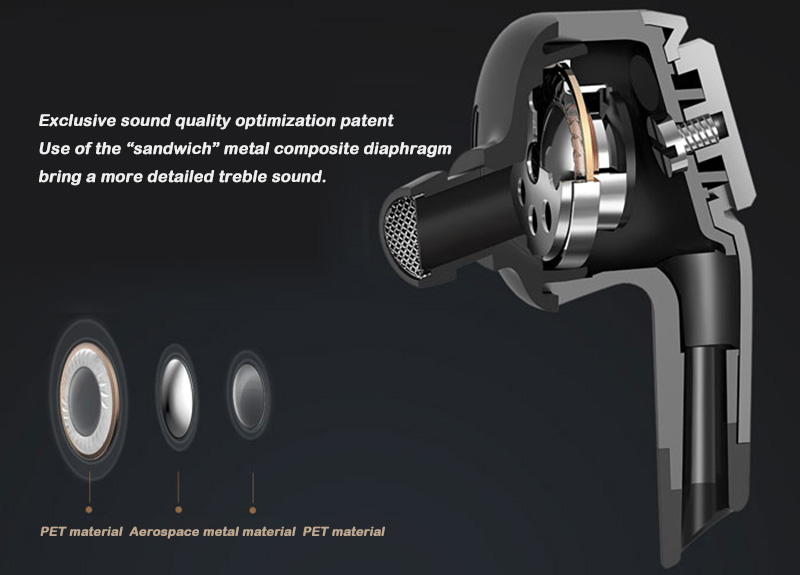 Exclusive sound quality optimization patent
Use of the “sandwich” metal composite diaphragm
bring a more detailed treble sound.
PET material Aerospace metal material PET material